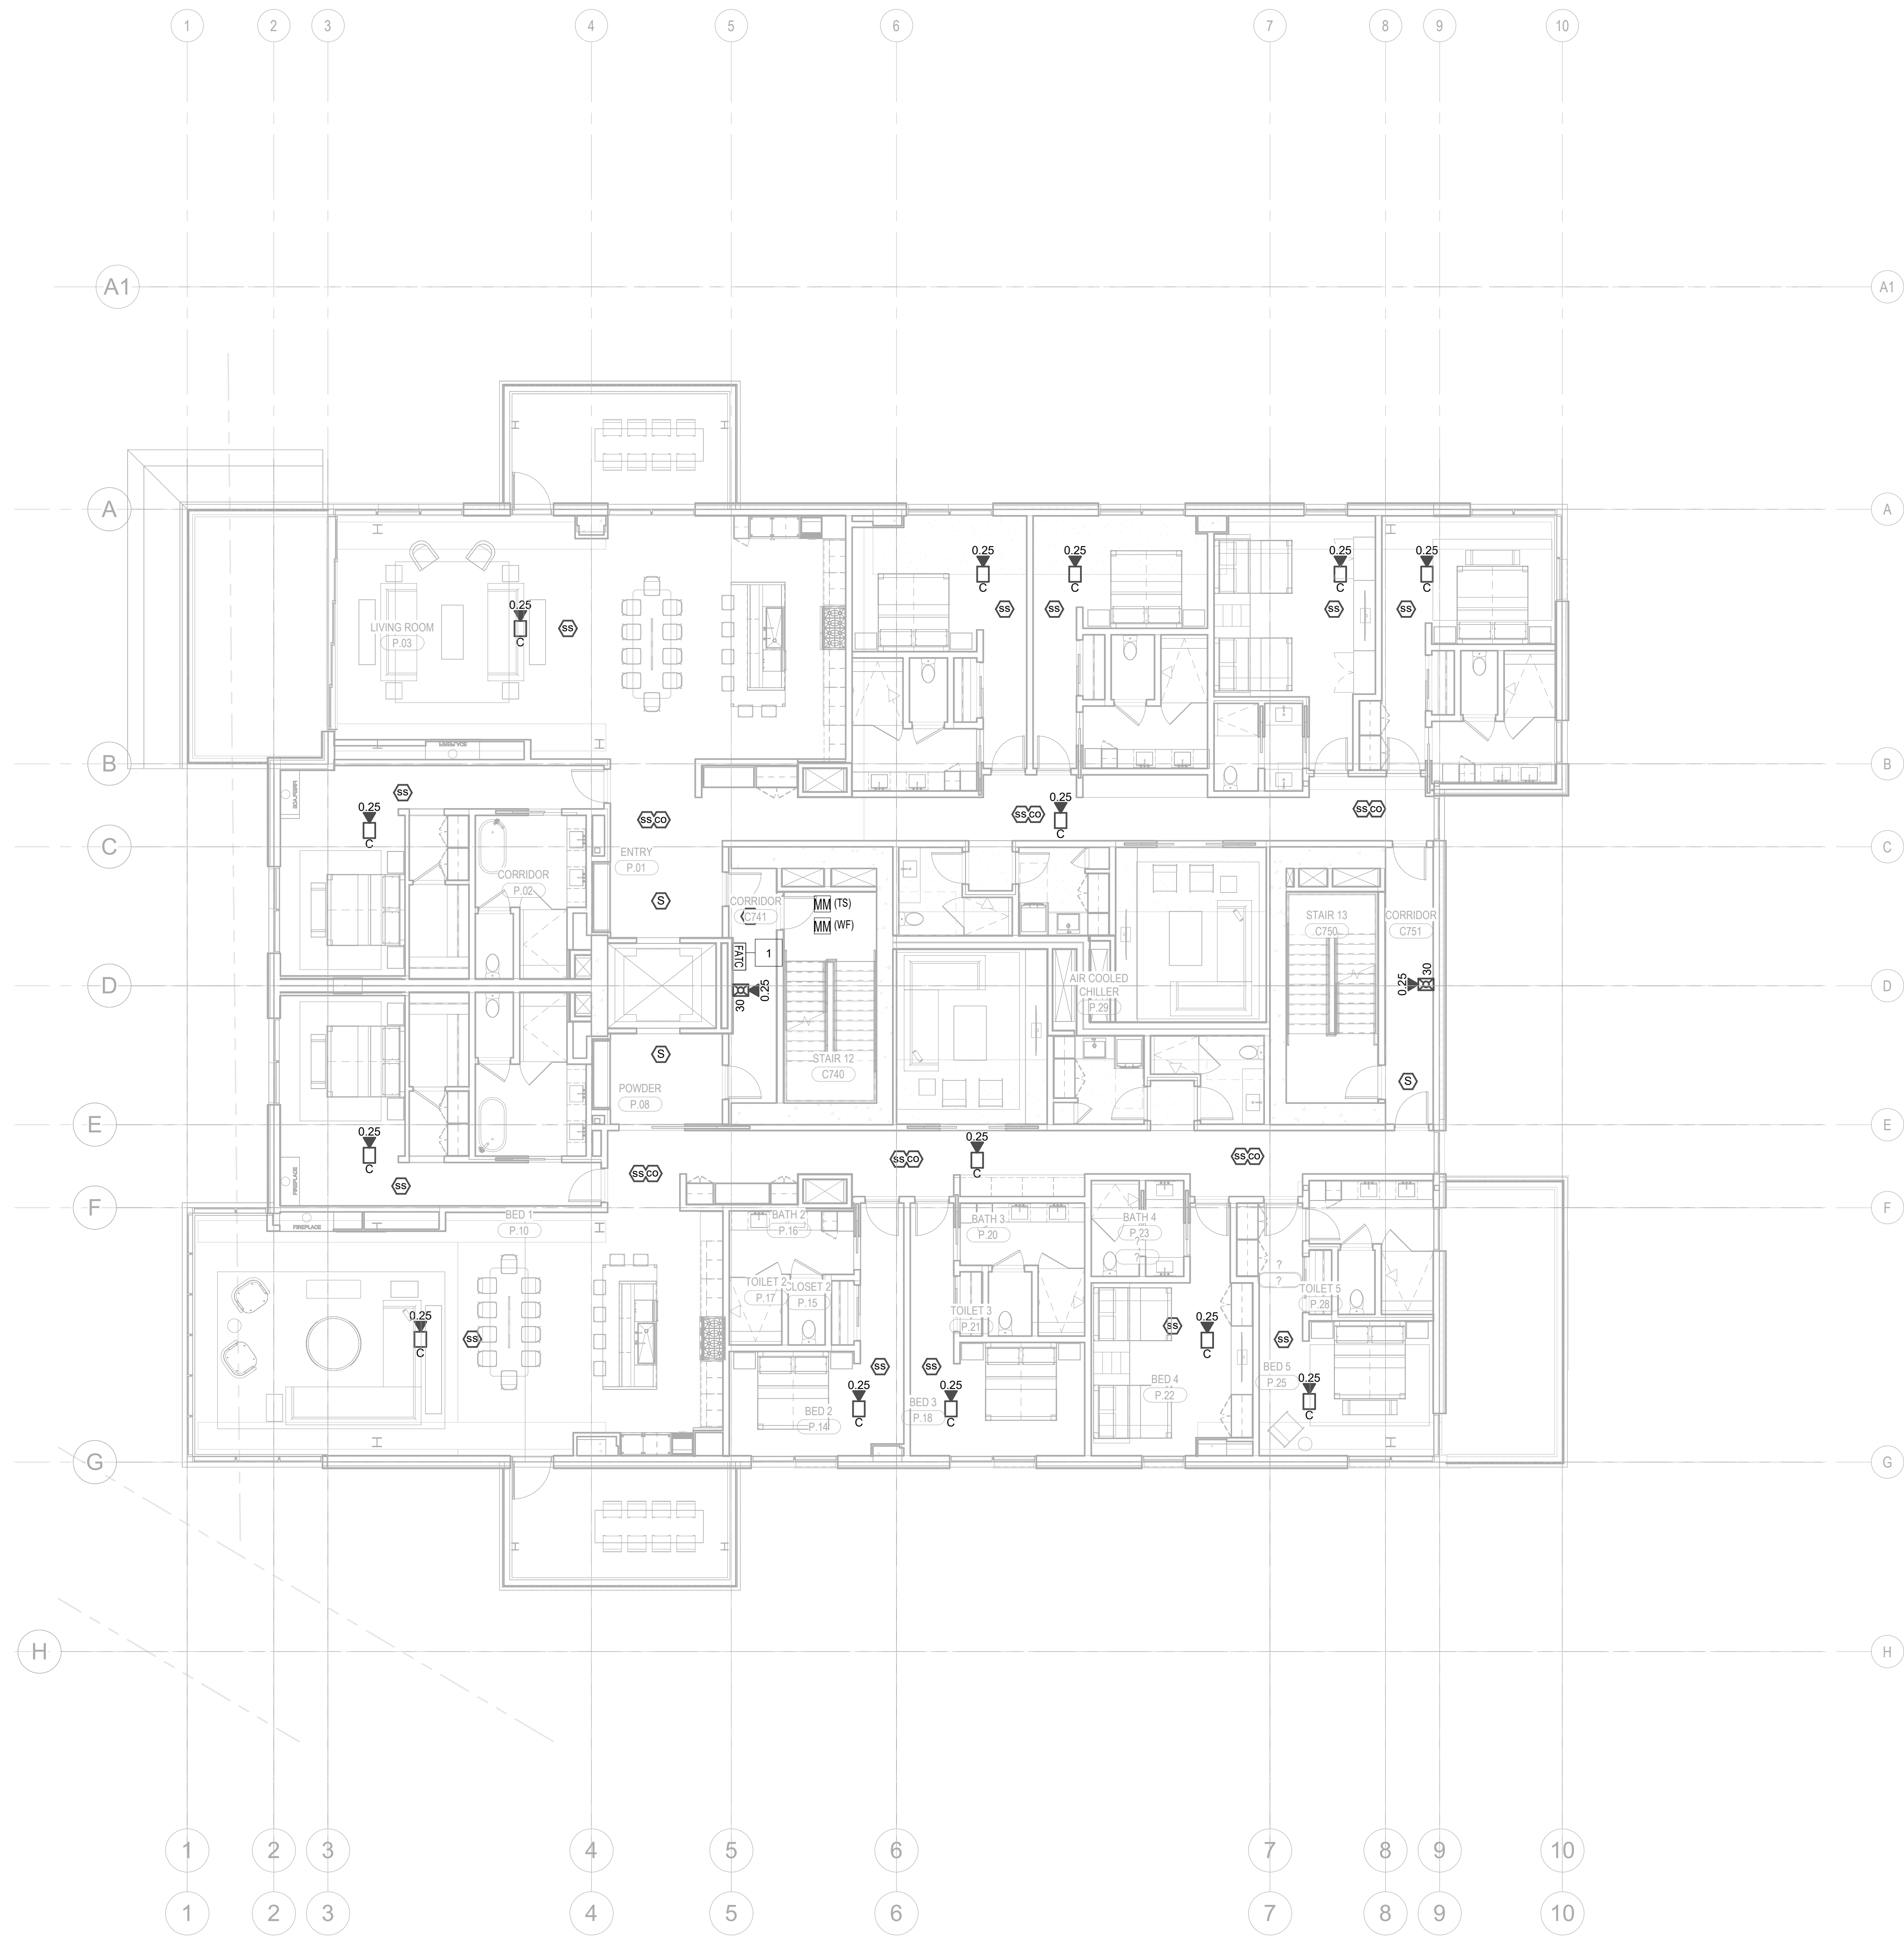 1 2 3 4 5 6 7 8 9 10
A1 A1
A A
0.25 0.25 0.25 0.25
C C C C
0.25
LIVING ROOM
P.03
C
SS SS SS SS SS
FIREPLACE
B B
SS
0.25
C
SS CO
SS CO
0.25
C
SS CO
C C
ENTRY
P.01
CORRIDOR
P.02
S
CORRIDOR
C741
MM (TS)
MM (WF)
STAIR 13
C750
CORRIDOR
C751
FATC
1
D D
30
0.25
AIR COOLED
CHILLER
P.29
0.25
30
S
STAIR 12
C740
POWDER
P.08
S
E E
0.25
C
SS
FIREPLACE
0.25
C
SS CO
SS CO
SS CO
F F
FIREPLACE
BED 1
P.10
BATH 2
P.16
BATH 3
P.20
BATH 4
P.23
?
?
?
TOILET 2
P.17
CLOSET 2
P.15
TOILET 3
P.21
TOILET 5
P.28
0.25
C
SS
SS
0.25
C
SS
SS
SS
BED 2
P.14
0.25
C
BED 3
P.18
0.25
C
BED 4
P.22
BED 5
P.25
0.25
C
G G
H H
1 2 3 4 5 6 7 8 9 10
1 2 3 4 5 6 7 8 9 10